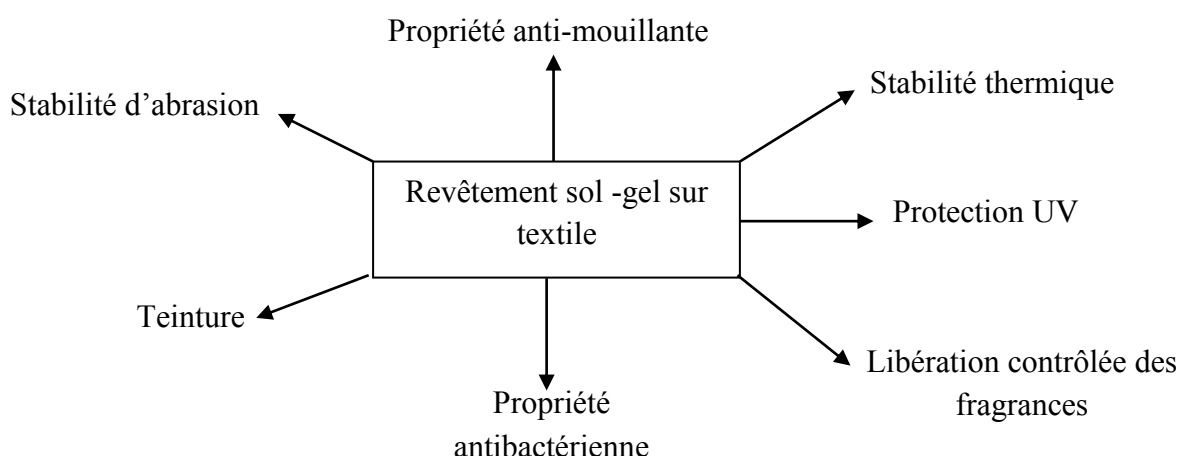 Propriété anti-mouillante
Stabilité d’abrasion
Stabilité thermique
Revêtement sol -gel sur
textile
Protection UV
Teinture
Libération contrôlée des
fragrances
Propriété
antibactérienne